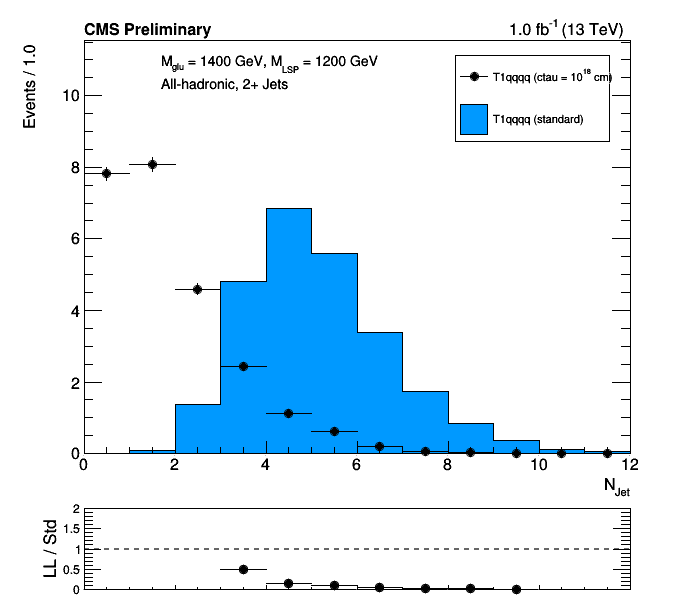 CMS Preliminary
1.0 fb⁻¹ (13 TeV)
Events / 1.0
M_glu = 1400 GeV, M_LSP = 1200 GeV
All-hadronic, 2+ Jets
T1qqqq (ctau = 10¹⁸ cm)
T1qqqq (standard)
10
8
6
4
2
0
0 2 4 6 8 10 12
N_Jet
LL / Std
2
1.5
1
0.5
0